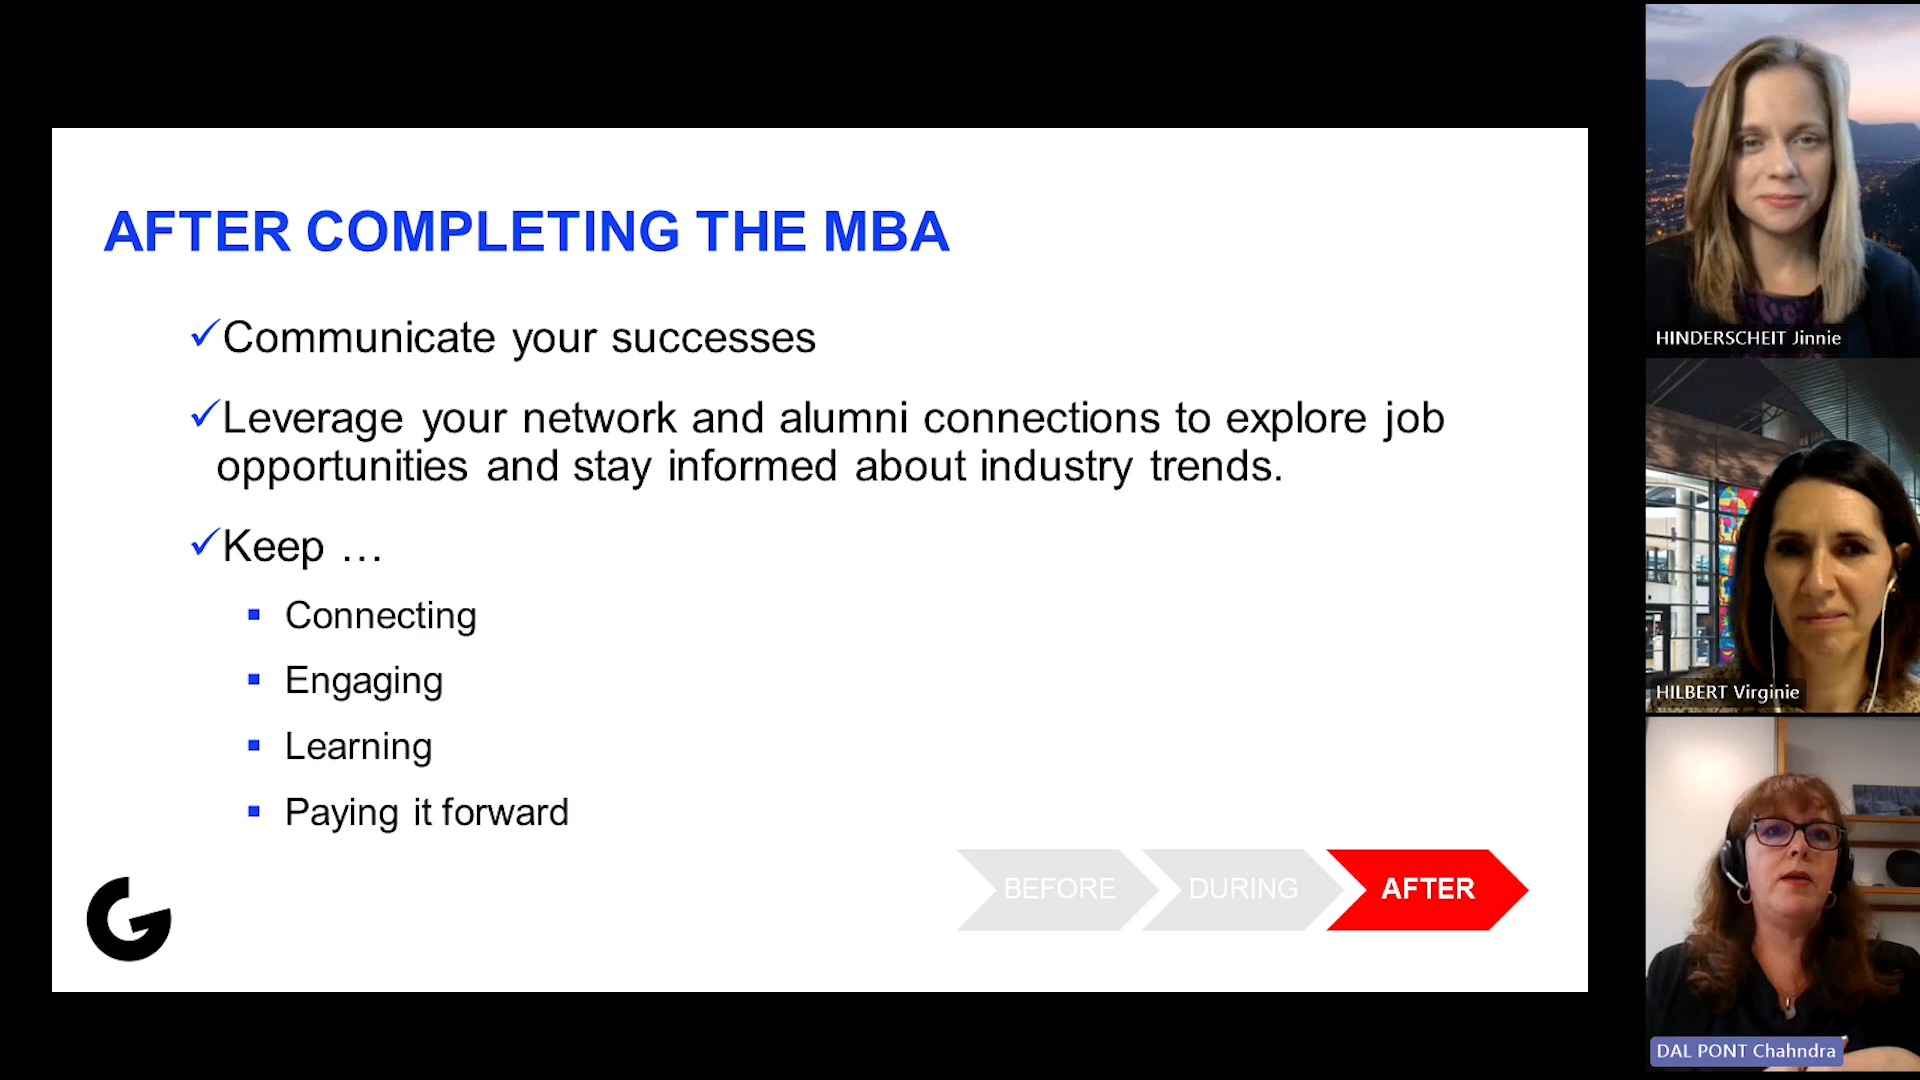 AFTER COMPLETING THE MBA
Communicate your successes
Leverage your network and alumni connections to explore job
opportunities and stay informed about industry trends.
Keep …
Connecting
Engaging
Learning
Paying it forward
BEFORE
DURING
AFTER
HINDERSCHEIT Jinnie
HILBERT Virginie
DAL PONT Chahndra